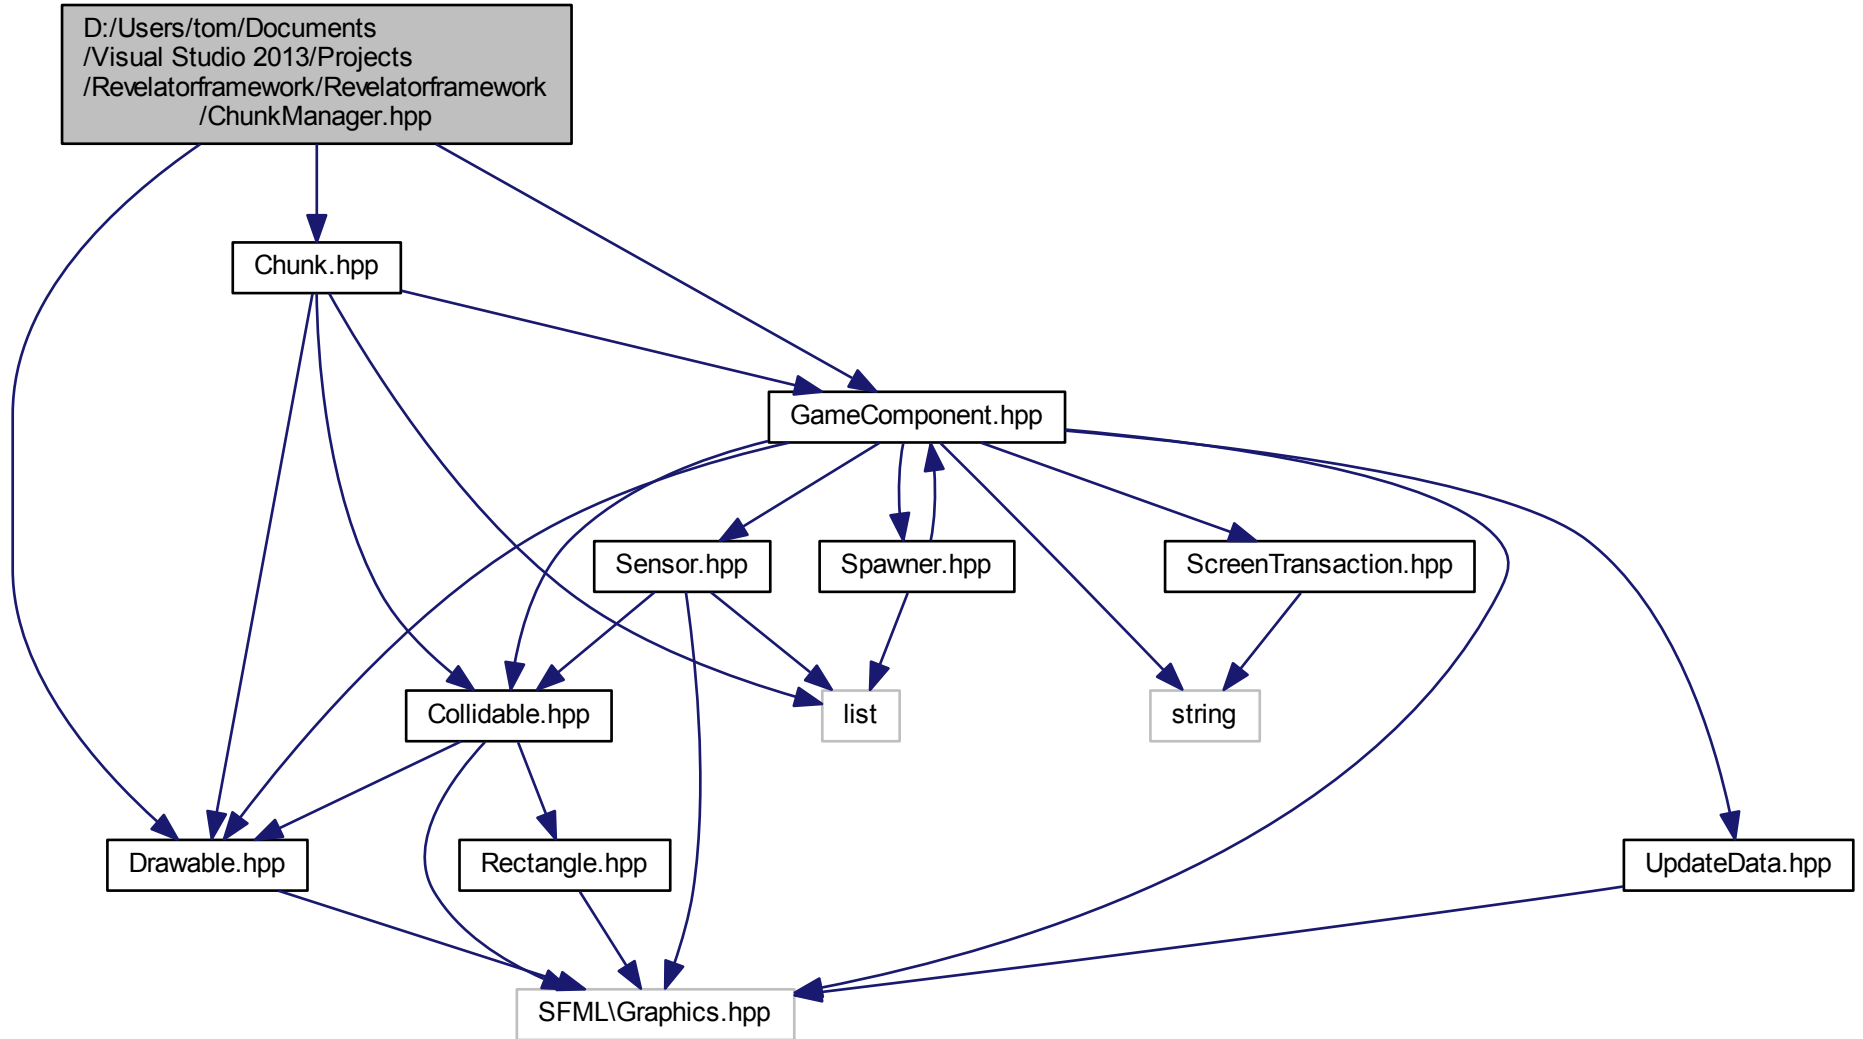 D:/Users/tom/Documents
/Visual Studio 2013/Projects
/Revelatorframework/Revelatorframework
/ChunkManager.hpp
Chunk.hpp
GameComponent.hpp
Sensor.hpp
Spawner.hpp
ScreenTransaction.hpp
Collidable.hpp
list
string
Drawable.hpp
Rectangle.hpp
UpdateData.hpp
SFML\Graphics.hpp